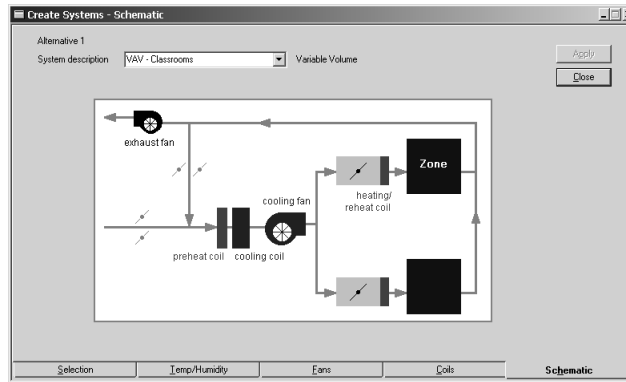 Create Systems - Schematic
Alternative 1
System description VAV - Classrooms Variable Volume
Apply
Close
exhaust fan
Zone
cooling fan
heating/
reheat coil
preheat coil cooling coil
Selection Temp/Humidity Fans Coils Schematic